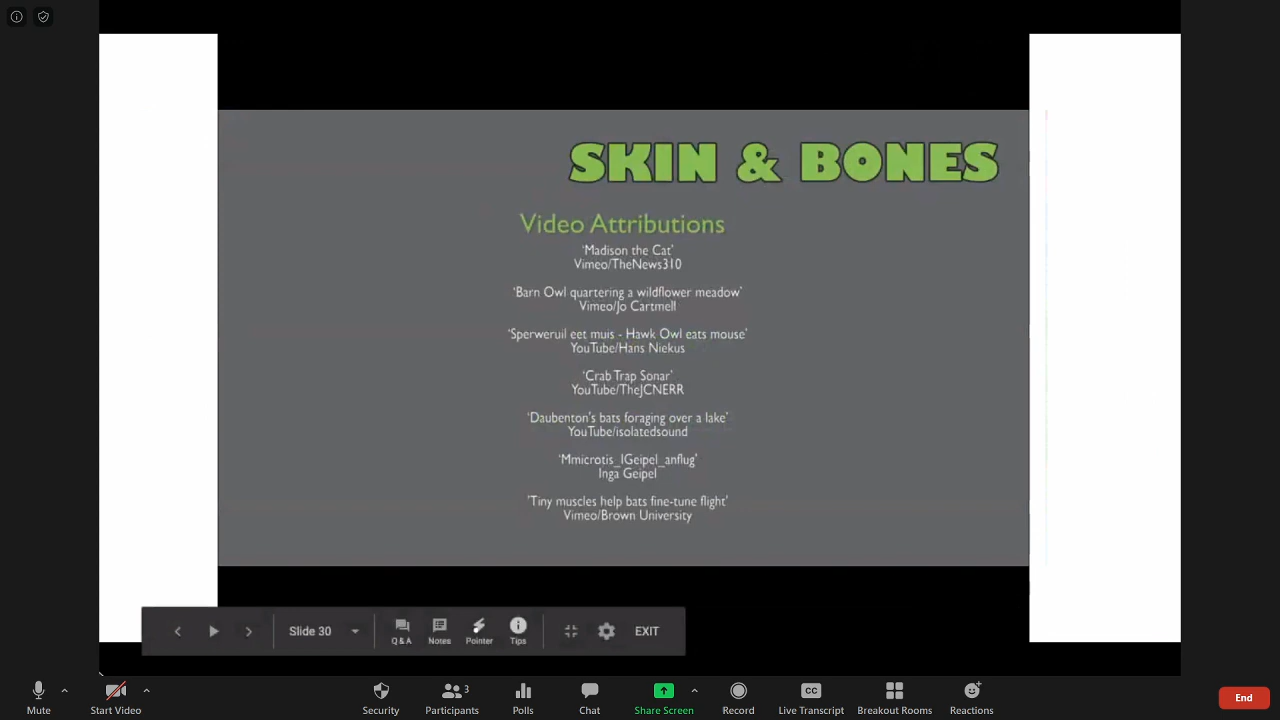 SKIN & BONES
Video Attributions
‘Madison the Cat’
Vimeo/TheNews310
‘Barn Owl quartering a wildflower meadow’
Vimeo/Jo Cartmell
‘Sperweruil eet muis - Hawk Owl eats mouse’
YouTube/Hans Niekus
‘Crab Trap Sonar’
YouTube/TheJCNERR
‘Daubenton’s bats foraging over a lake’
YouTube/isolatedsound
‘Mmicrotis_IGeipel_anflug’
Inga Geipel
’Tiny muscles help bats fine-tune flight’
Vimeo/Brown University
Slide 30
Q & A
Notes
Pointer
Tips
EXIT
Mute
Start Video
Security
Participants
3
Polls
Chat
Share Screen
Record
CC
Live Transcript
Breakout Rooms
Reactions
End